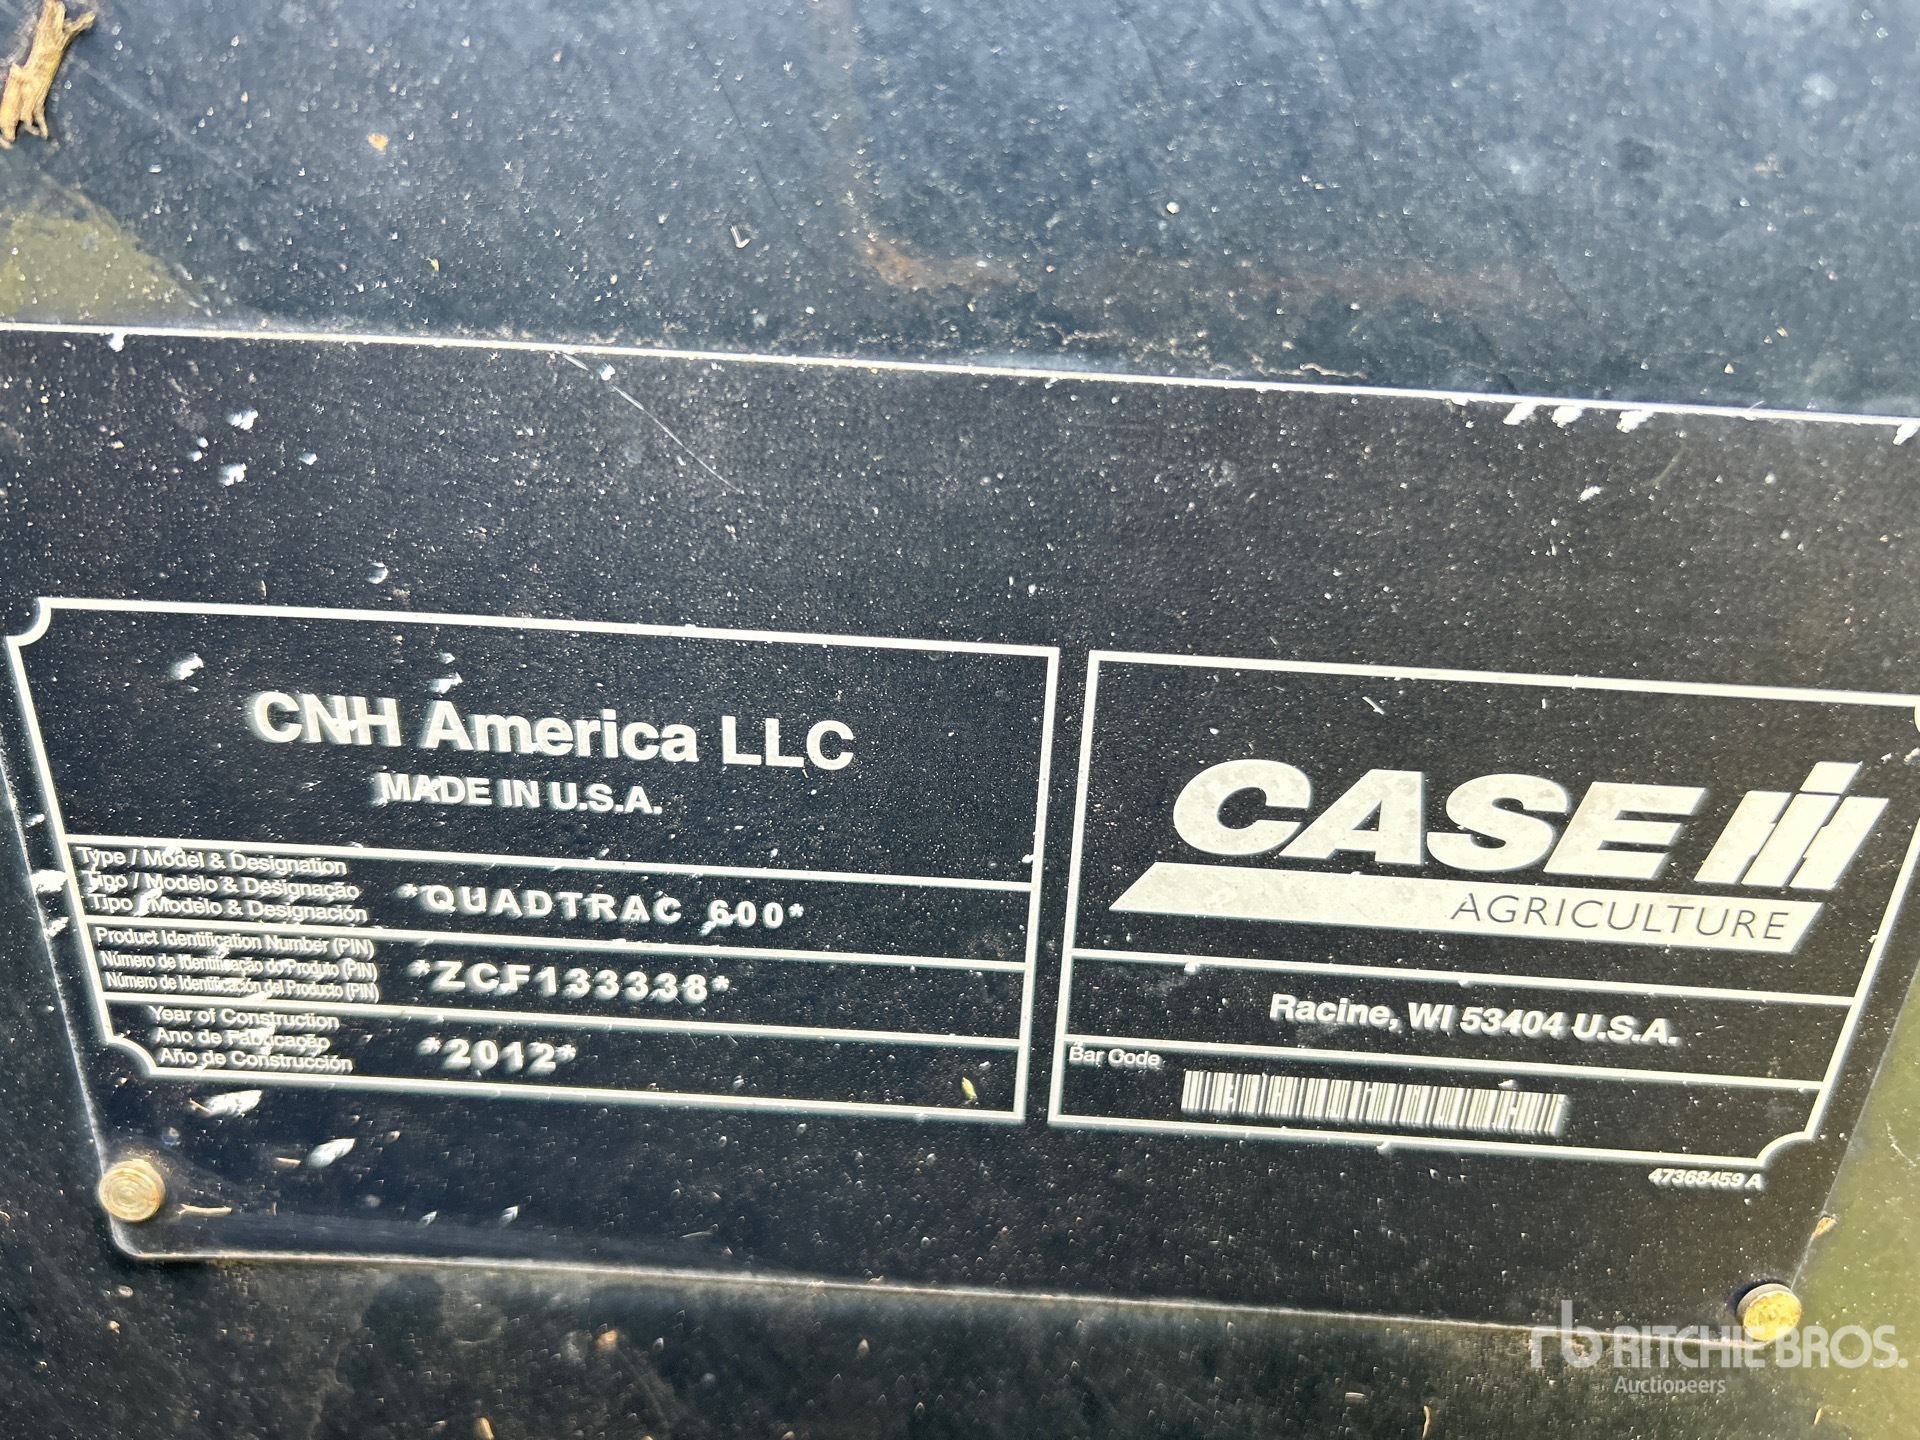 CNH America LLC
MADE IN U.S.A.
Type / Model & Designation
Tipo / Modelo & Designação
Tipo / Modelo & Designación
*QUADTRAC 600*
Product Identification Number (PIN)
Número de Identificação do Produto (PIN)
Número de Identificación del Producto (PIN)
*ZCF133338*
Year of Construction
Ano de Fabricação
Año de Construcción
*2012*
CASE IH
AGRICULTURE
Racine, WI 53404 U.S.A.
Bar Code
47368459 A
rb RITCHIE BROS.
Auctioneers